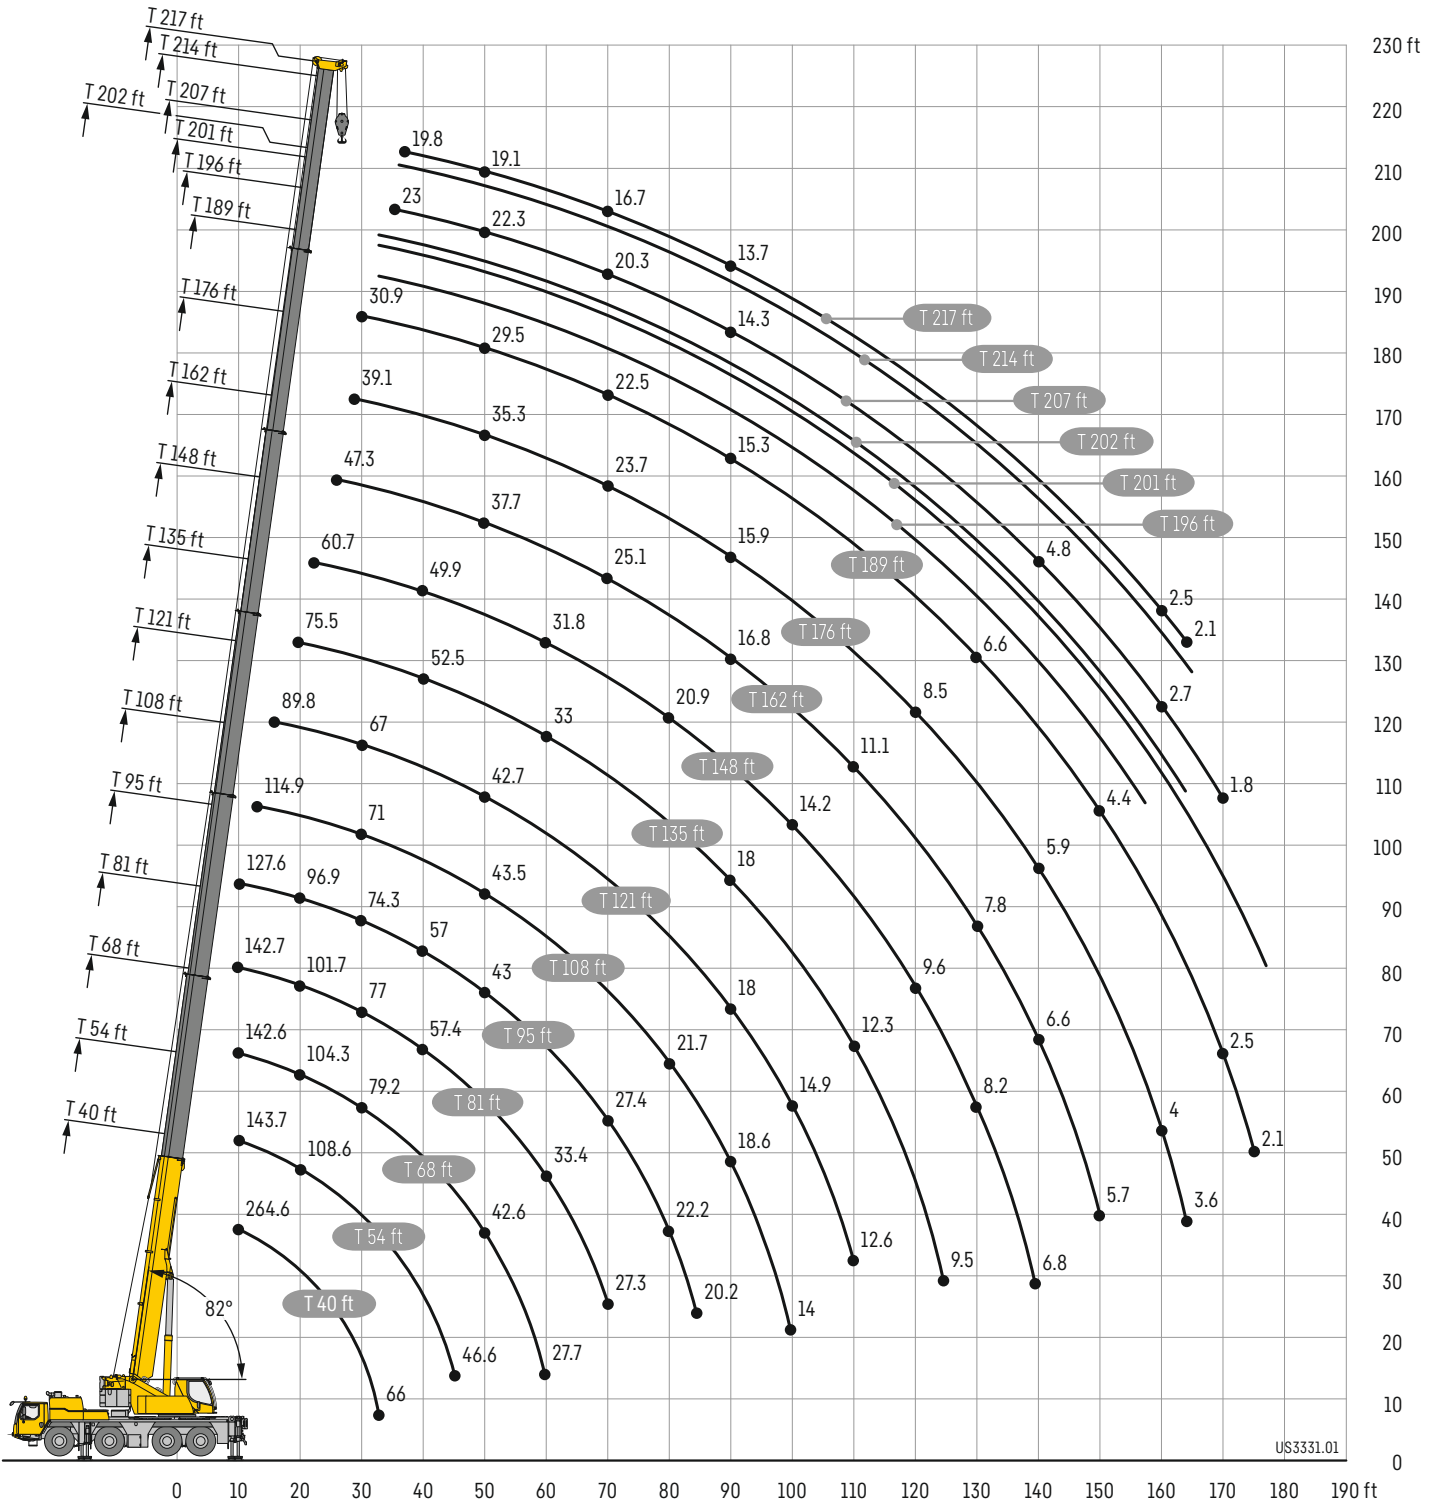 T 217 ft
230 ft
T 214 ft
T 207 ft
T 202 ft
220
T 201 ft
19.8
19.1
T 196 ft
210
16.7
T 189 ft
23
22.3
200
20.3
13.7
T 176 ft
30.9
190
14.3
T 217 ft
29.5
180
T 214 ft
T 162 ft
39.1
22.5
T 207 ft
35.3
170
15.3
T 202 ft
T 148 ft
47.3
23.7
160
T 201 ft
37.7
T 196 ft
T 135 ft
60.7
15.9
150
49.9
25.1
T 189 ft
4.8
140
2.5
T 121 ft
75.5
31.8
2.1
T 176 ft
52.5
16.8
6.6
130
T 108 ft
89.8
67
33
20.9
T 162 ft
8.5
2.7
120
T 95 ft
114.9
71
42.7
T 148 ft
11.1
1.8
110
14.2
4.4
T 135 ft
5.9
100
T 81 ft
127.6
96.9
43.5
18
74.3
T 121 ft
7.8
90
T 68 ft
142.7
57
101.7
43
T 108 ft
9.6
80
77
18
T 54 ft
142.6
57.4
T 95 ft
12.3
6.6
2.5
70
104.3
21.7
79.2
14.9
8.2
60
T 40 ft
143.7
T 81 ft
27.4
4
2.1
108.6
33.4
18.6
50
T 68 ft
264.6
42.6
22.2
5.7
3.6
40
T 54 ft
12.6
9.5
6.8
30
82°
T 40 ft
27.3
20.2
14
20
46.6
27.7
66
10
US3331.01
0
0 10 20 30 40 50 60 70 80 90 100 110 120 130 140 150 160 170 180 190 ft